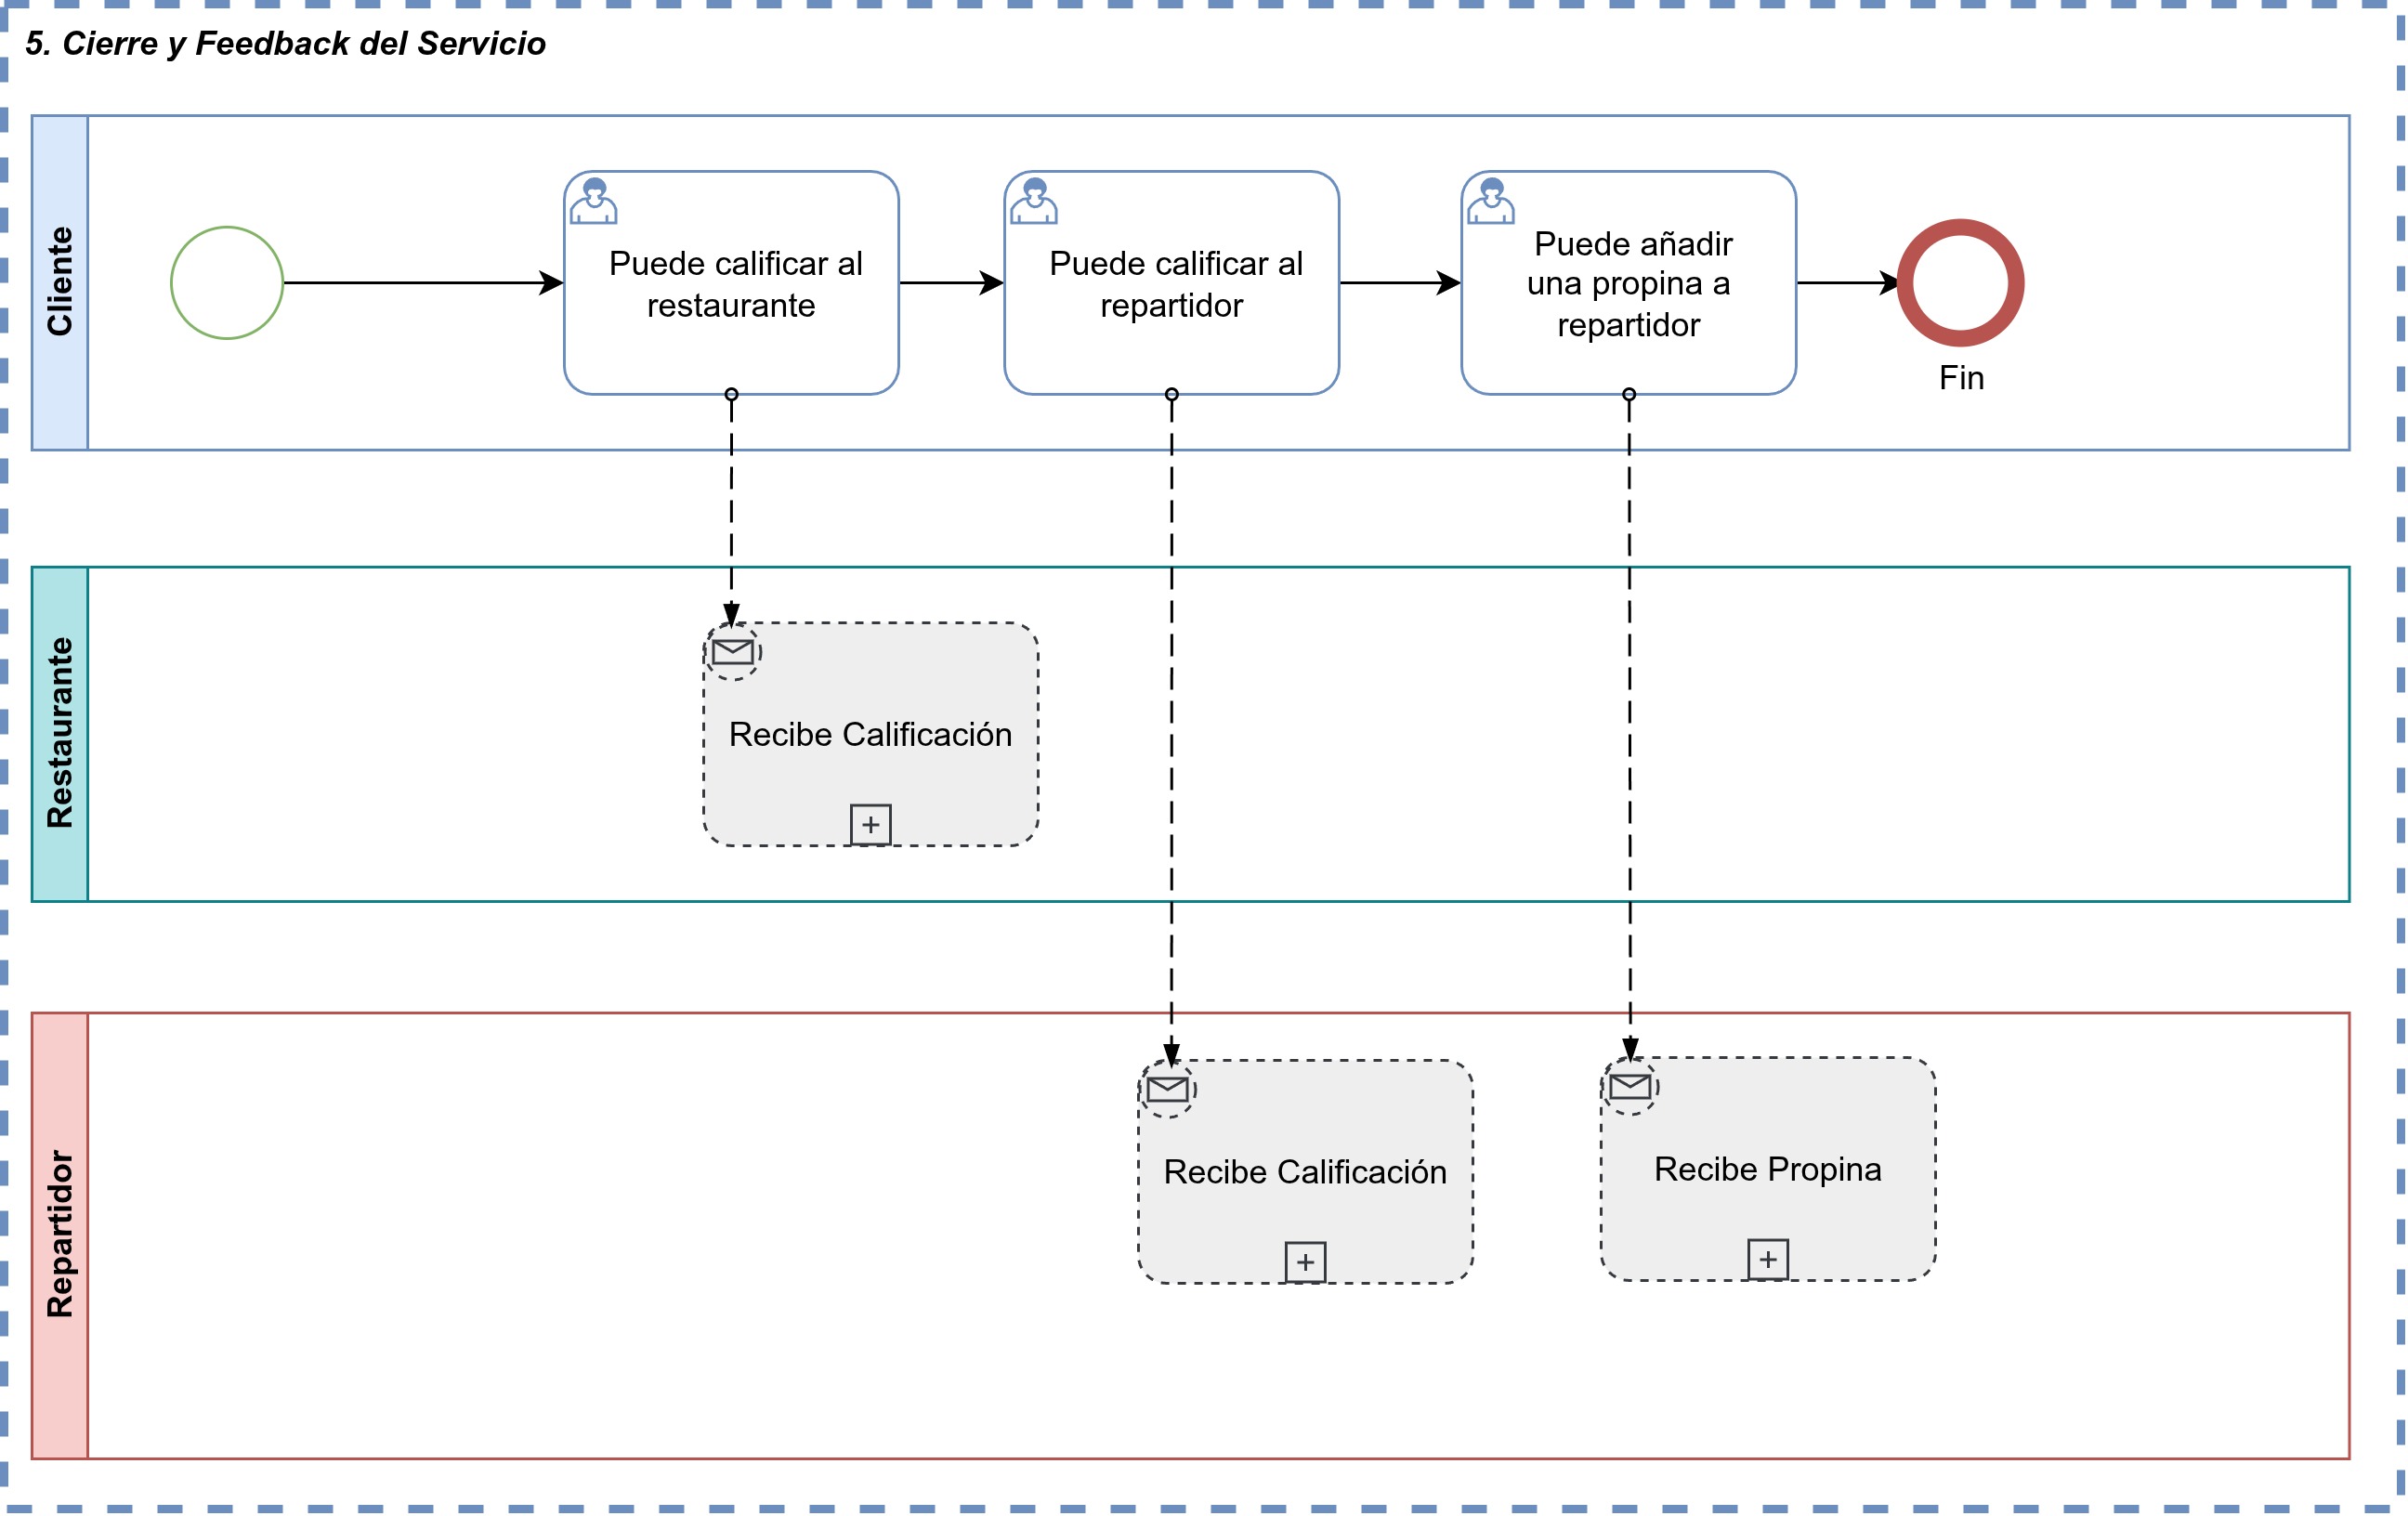 5. Cierre y Feedback del Servicio
Cliente
Puede calificar al
restaurante
Puede calificar al
repartidor
Puede añadir
una propina a
repartidor
Fin
Restaurante
Recibe Calificación
Repartidor
Recibe Calificación
Recibe Propina